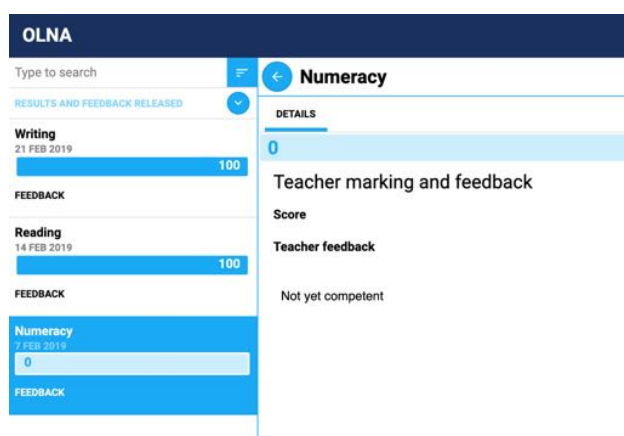 OLNA
Type to search
RESULTS AND FEEDBACK RELEASED
Writing
21 FEB 2019
100
FEEDBACK
Reading
14 FEB 2019
100
FEEDBACK
Numeracy
7 FEB 2019
0
FEEDBACK
Numeracy
DETAILS
0
Teacher marking and feedback
Score
Teacher feedback
Not yet competent